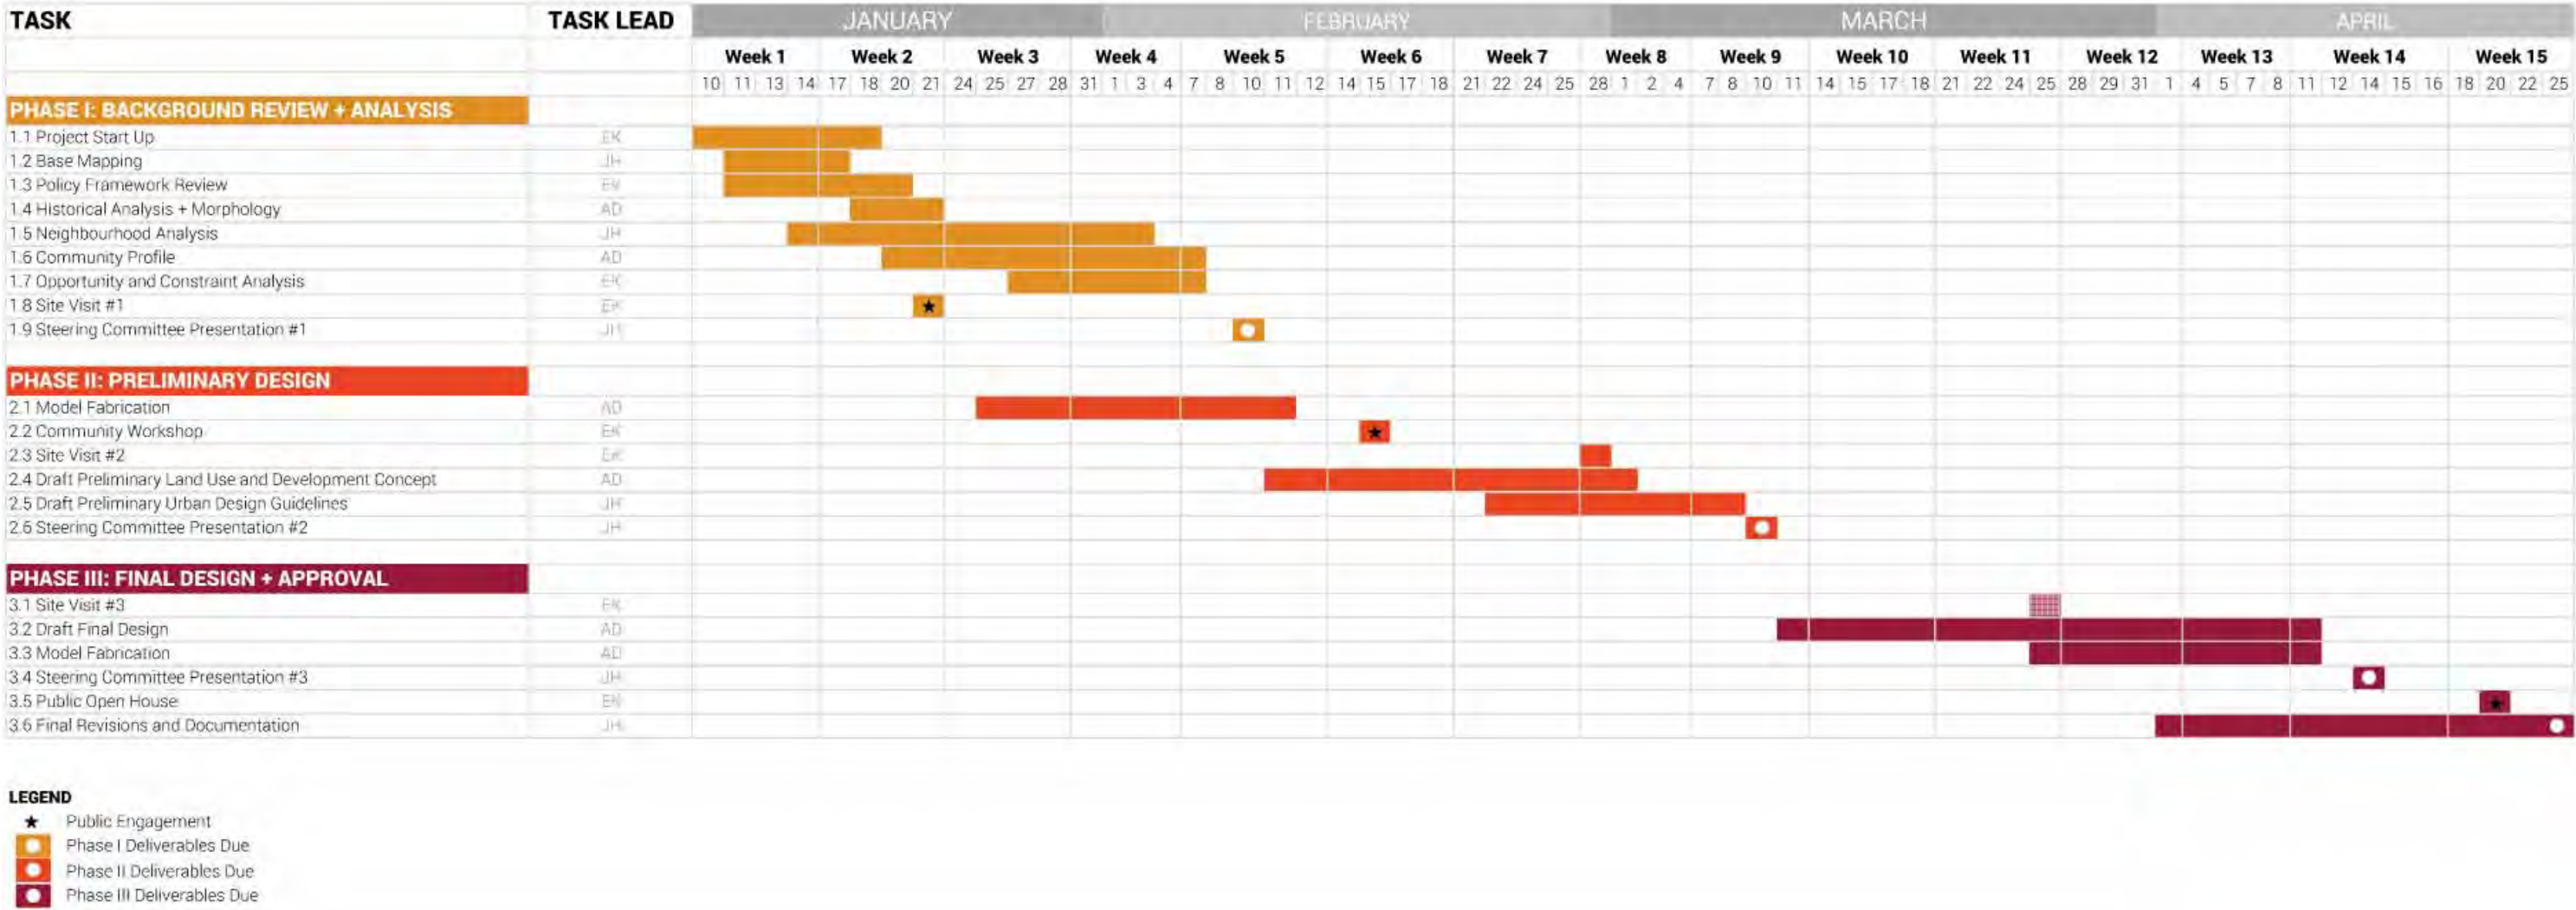 TASK TASK LEAD JANUARY FEBRUARY MARCH APRIL
Week 1 Week 2 Week 3 Week 4 Week 5 Week 6 Week 7 Week 8 Week 9 Week 10 Week 11 Week 12 Week 13 Week 14 Week 15
10 11 13 14 17 18 20 21 24 25 27 28 31 1 3 4 7 8 10 11 12 14 15 17 18 21 22 24 25 28 1 2 4 7 8 10 11 14 15 17 18 21 22 24 25 28 29 31 1 4 5 7 8 11 12 14 15 16 18 20 22 25
PHASE I: BACKGROUND REVIEW + ANALYSIS
1.1 Project Start Up EK
1.2 Base Mapping JH
1.3 Policy Framework Review
1.4 Historical Analysis + Morphology AD
1.5 Neighbourhood Analysis JH
1.6 Community Profile AD
1.7 Opportunity and Constraint Analysis EK
1.8 Site Visit #1 EK
1.9 Steering Committee Presentation #1 JH
PHASE II: PRELIMINARY DESIGN
2.1 Model Fabrication AD
2.2 Community Workshop EK
2.3 Site Visit #2 EK
2.4 Draft Preliminary Land Use and Development Concept AD
2.5 Draft Preliminary Urban Design Guidelines JH
2.6 Steering Committee Presentation #2 JH
PHASE III: FINAL DESIGN + APPROVAL
3.1 Site Visit #3 EK
3.2 Draft Final Design AD
3.3 Model Fabrication AD
3.4 Steering Committee Presentation #3 JH
3.5 Public Open House EK
3.6 Final Revisions and Documentation JH
LEGEND
Public Engagement
Phase I Deliverables Due
Phase II Deliverables Due
Phase III Deliverables Due